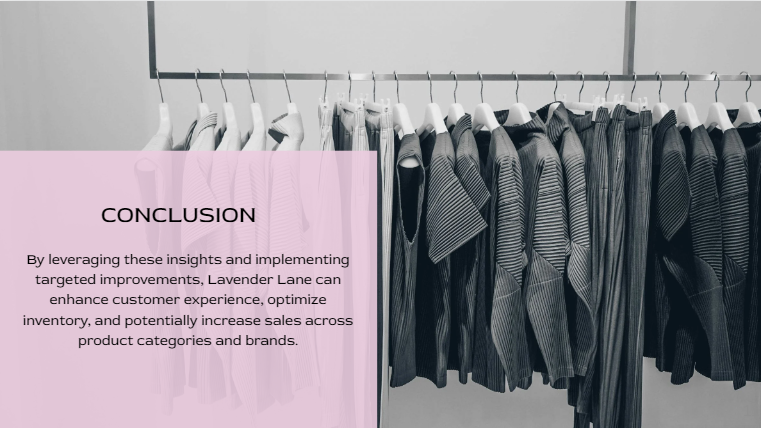 CONCLUSION
By leveraging these insights and implementing
targeted improvements, Lavender Lane can
enhance customer experience, optimize
inventory, and potentially increase sales across
product categories and brands.